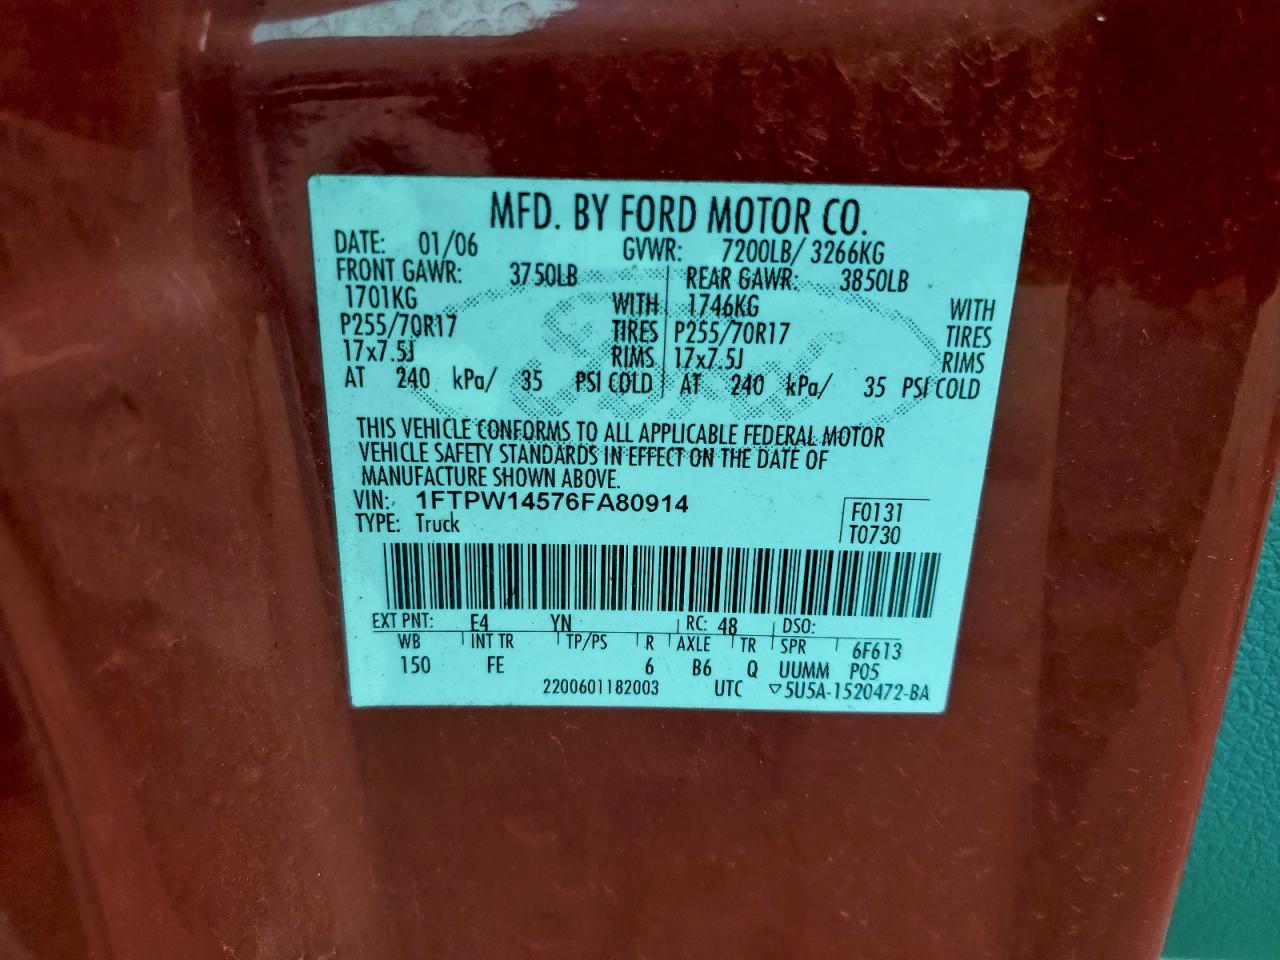 MFD. BY FORD MOTOR CO.
DATE: 01/06 GVWR: 7200LB/ 3266KG
FRONT GAWR: 3750LB REAR GAWR: 3850LB
1701KG WITH 1746KG WITH
P255/70R17 TIRES P255/70R17 TIRES
17x7.5J RIMS 17x7.5J RIMS
AT 240 kPa/ 35 PSI COLD AT 240 kPa/ 35 PSI COLD
THIS VEHICLE CONFORMS TO ALL APPLICABLE FEDERAL MOTOR
VEHICLE SAFETY STANDARDS IN EFFECT ON THE DATE OF
MANUFACTURE SHOWN ABOVE.
VIN: 1FTPW14576FA80914 F0131
TYPE: Truck T0730
EXT PNT: E4 YN RC: 48 DSO:
WB INT TR TP/PS R AXLE TR SPR 6F613
150 FE 6 B6 Q UUMM P05
2200601182003 UTC ▽5U5A-1520472-BA